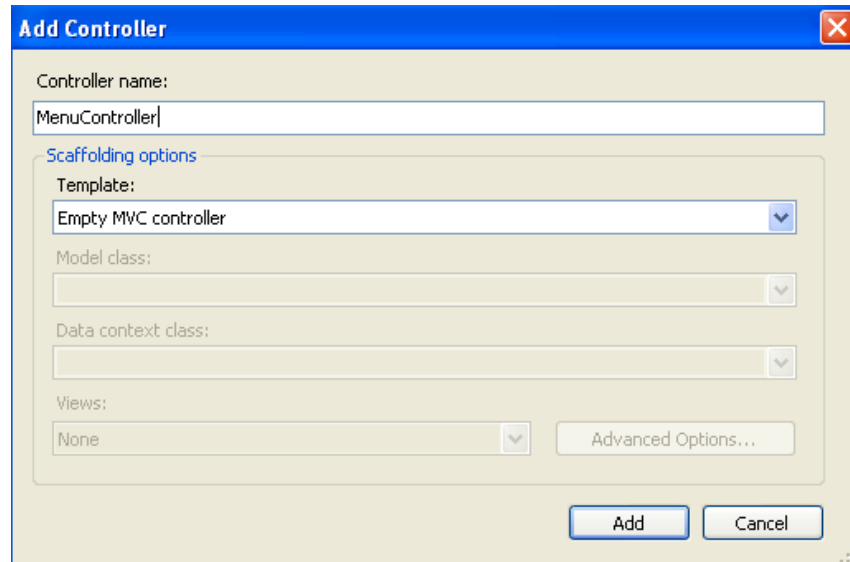 Add Controller
Controller name:
MenuController
Scaffolding options
Template:
Empty MVC controller
Model class:
Data context class:
Views:
None
Advanced Options...
Add
Cancel